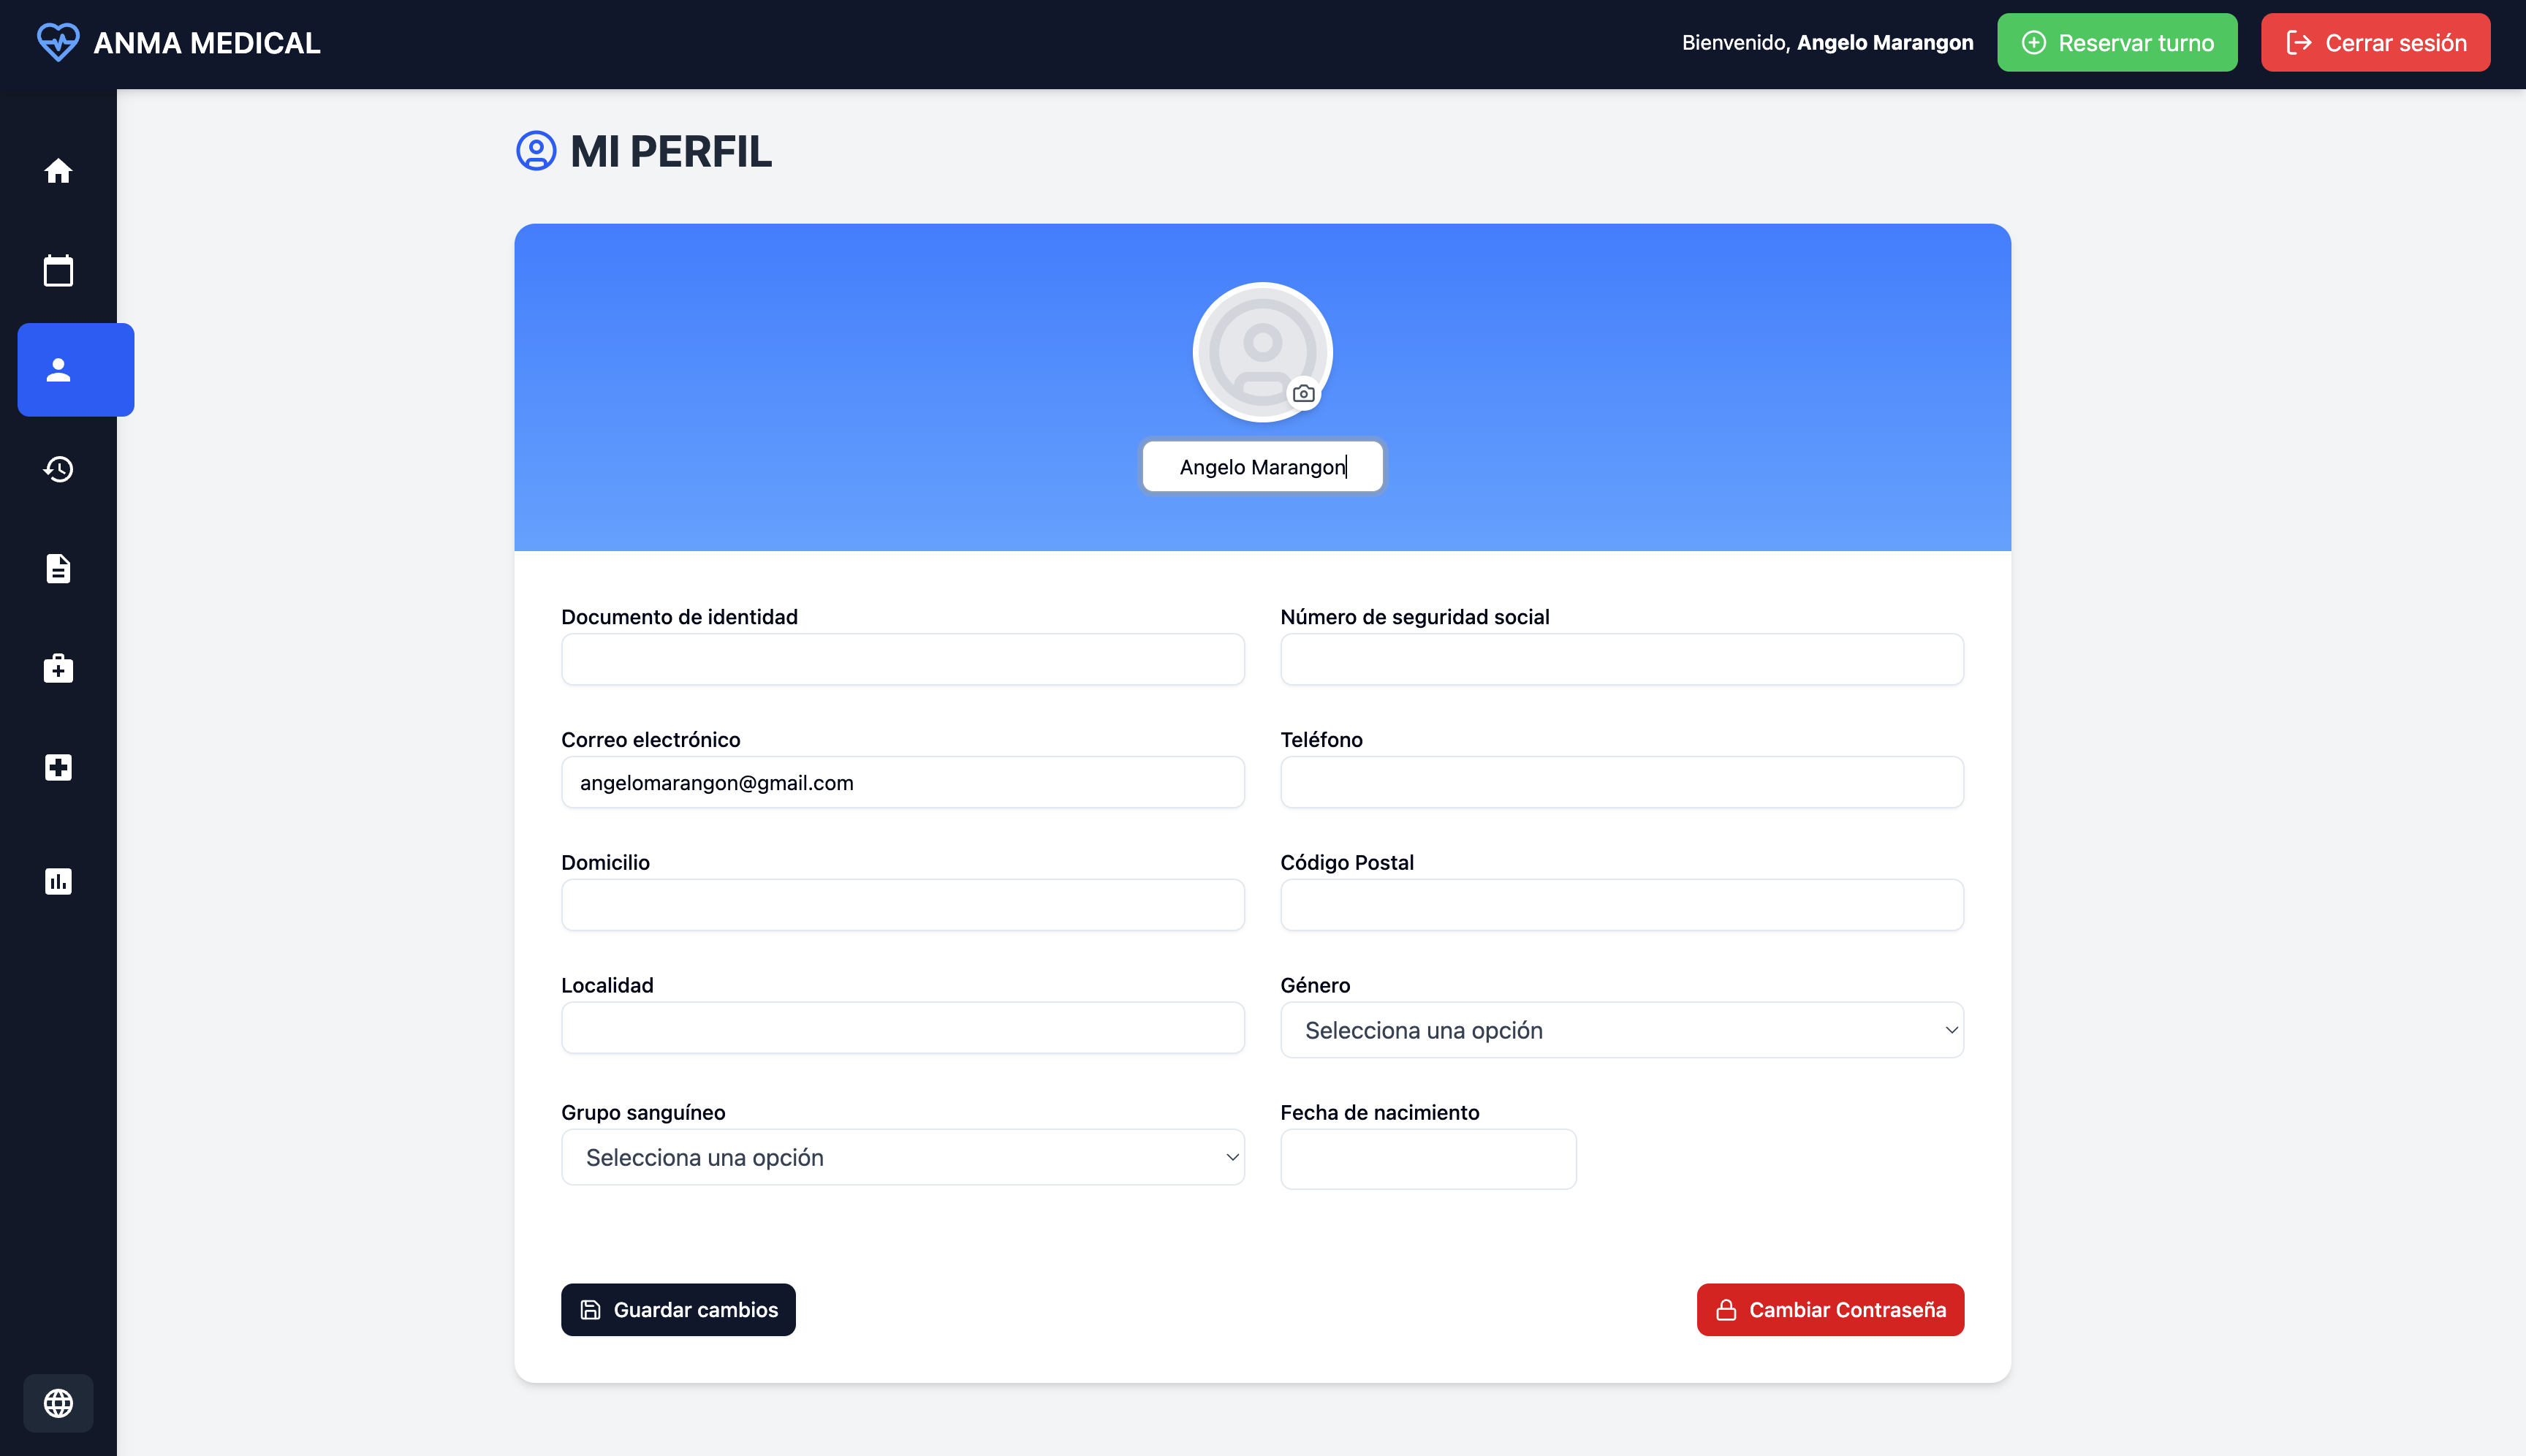 ANMA MEDICAL
Bienvenido, Angelo Marangon
Reservar turno
Cerrar sesión
MI PERFIL
Angelo Marangon
Documento de identidad
Número de seguridad social
Correo electrónico
angelomarangon@gmail.com
Teléfono
Domicilio
Código Postal
Localidad
Género
Selecciona una opción
Grupo sanguíneo
Selecciona una opción
Fecha de nacimiento
Guardar cambios
Cambiar Contraseña